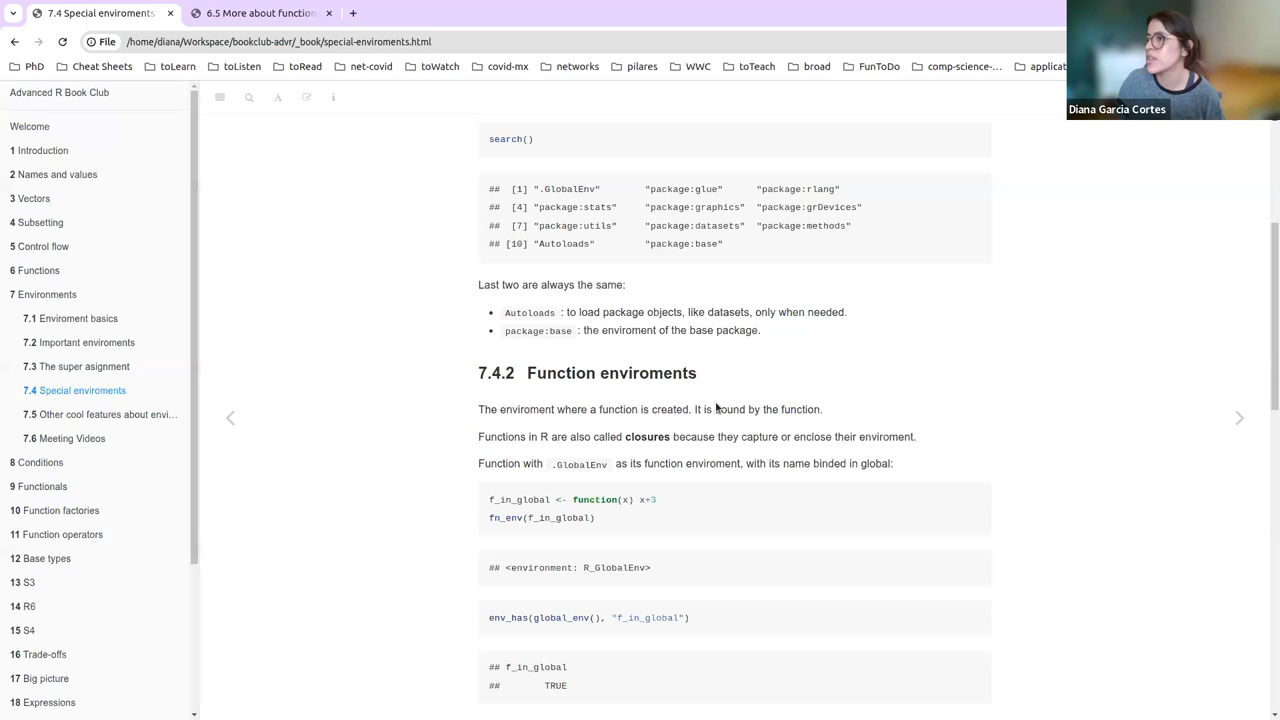 7.4 Special enviroments
6.5 More about function
File
/home/diana/Workspace/bookclub-advr/_book/special-enviroments.html
PhD
Cheat Sheets
toLearn
toListen
toRead
net-covid
toWatch
covid-mx
networks
pilares
WWC
toTeach
broad
FunToDo
comp-science-...
applicat
Diana Garcia Cortes
Advanced R Book Club
Welcome
1 Introduction
2 Names and values
3 Vectors
4 Subsetting
5 Control flow
6 Functions
7 Environments
7.1 Enviroment basics
7.2 Important enviroments
7.3 The super asignment
7.4 Special enviroments
7.5 Other cool features about envi...
7.6 Meeting Videos
8 Conditions
9 Functionals
10 Function factories
11 Function operators
12 Base types
13 S3
14 R6
15 S4
16 Trade-offs
17 Big picture
18 Expressions
search()
## [1] ".GlobalEnv" "package:glue" "package:rlang"
## [4] "package:stats" "package:graphics" "package:grDevices"
## [7] "package:utils" "package:datasets" "package:methods"
## [10] "Autoloads" "package:base"
Last two are always the same:
• Autoloads : to load package objects, like datasets, only when needed.
• package:base : the enviroment of the base package.
7.4.2 Function enviroments
The enviroment where a function is created. It is bound by the function.
Functions in R are also called closures because they capture or enclose their enviroment.
Function with .GlobalEnv as its function enviroment, with its name binded in global:
f_in_global <- function(x) x+3
fn_env(f_in_global)
## <environment: R_GlobalEnv>
env_has(global_env(), "f_in_global")
## f_in_global
## TRUE